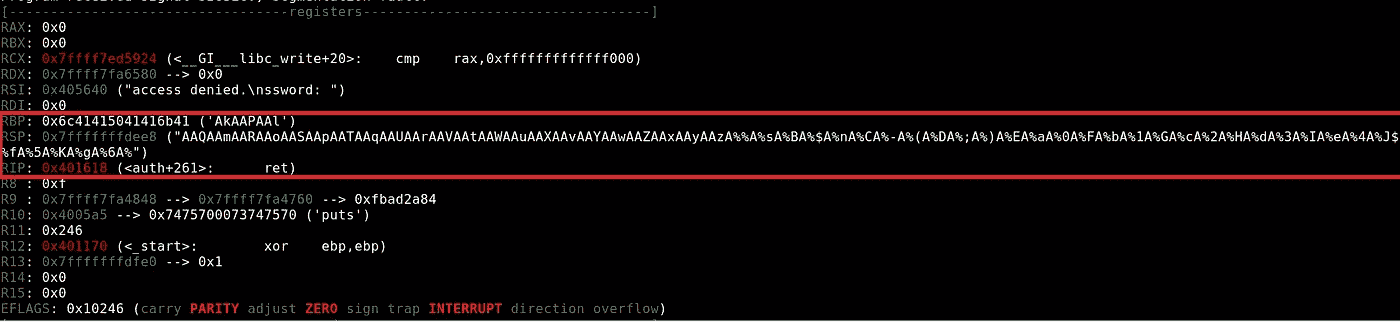 [----------------------------------registers-----------------------------------]
RAX: 0x0
RBX: 0x0
RCX: 0x7ffff7ed5924 (<__GI___libc_write+20>:    cmp    rax,0xfffffffffffff000)
RDX: 0x7ffff7fa6580 --> 0x0
RSI: 0x405640 ("access denied.\nssword: ")
RDI: 0x0
RBP: 0x6c41415041416b41 ('AkAAPAAl')
RSP: 0x7fffffffdee8 ("AAQAAmAARAAoAASAApAATAAqAAUAArAAVAAtAAWAAuAAXAAvAAYAAwAAZAAxAAyAAzA%%A%sA%BA%$A%nA%CA%-A%(A%DA%;A%)A%EA%aA%0A%FA%bA%1A%GA%cA%2A%HA%dA%3A%IA%eA%4A%J$
%fA%5A%KA%gA%6A%")
RIP: 0x401618 (<auth+261>:      ret)
R8 : 0xf
R9 : 0x7ffff7fa4848 --> 0x7ffff7fa4760 --> 0xfbad2a84
R10: 0x4005a5 --> 0x7475700073747570 ('puts')
R11: 0x246
R12: 0x401170 (<_start>:        xor    ebp,ebp)
R13: 0x7fffffffdfe0 --> 0x1
R14: 0x0
R15: 0x0
EFLAGS: 0x10246 (carry PARITY adjust ZERO sign trap INTERRUPT direction overflow)